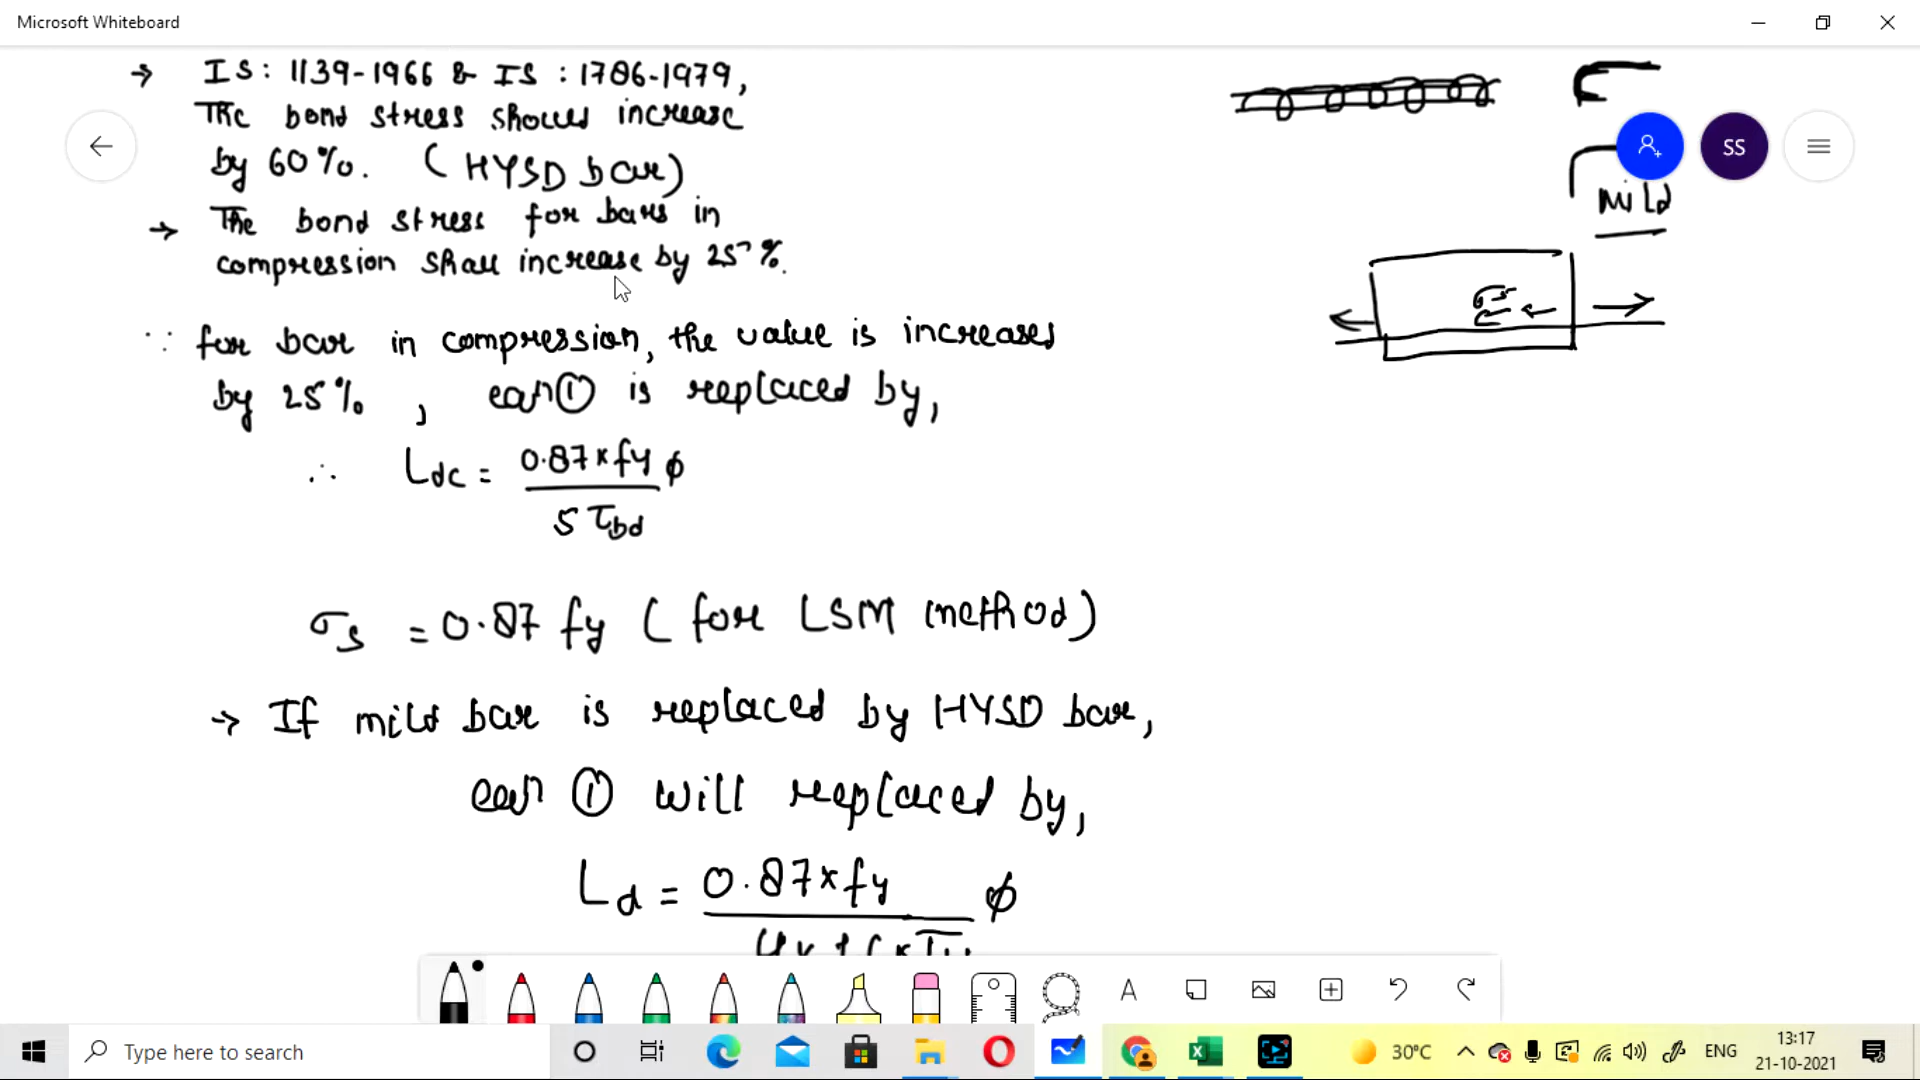 Microsoft Whiteboard
→ IS: 1139-1966 & IS : 1786-1979,
The bond stress should increase
by 60%. (HYSD bar)
→ The bond stress for bars in
compression shall increase by 25%.
∵ for bar in compression, the value is increased
by 25%, eqn ① is replaced by,
∴ Ldc = 0.87×fy φ
5 τbd
σs = 0.87 fy (for LSM method)
→ If mild bar is replaced by HYSD bar,
eqn ① will replaced by,
Ld = 0.87×fy φ
mild
SS
A
Type here to search
30°C
ENG
13:17
21-10-2021